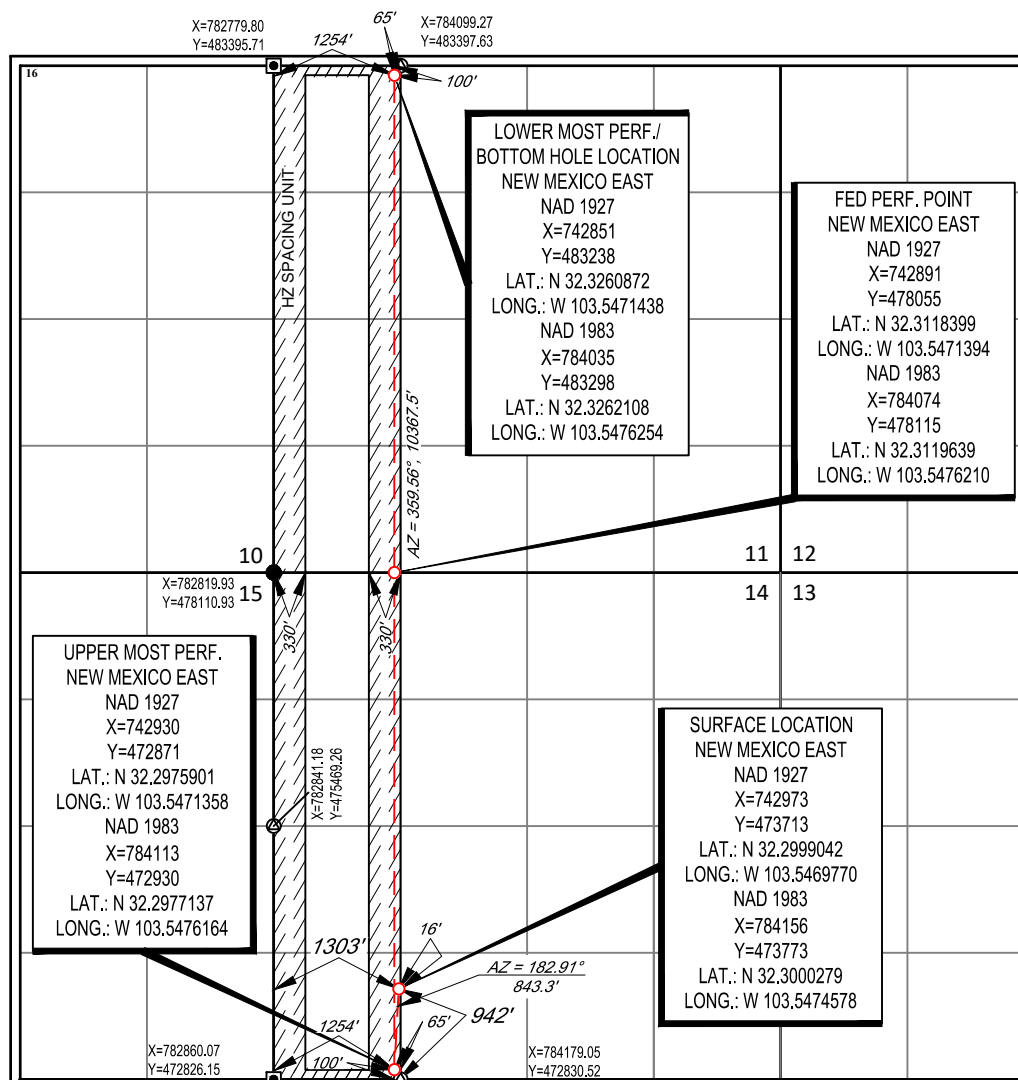 X=782779.80
Y=483395.71
65'
X=784099.27
Y=483397.63
1254'
100'
16
HZ SPACING UNIT
LOWER MOST PERF./
BOTTOM HOLE LOCATION
NEW MEXICO EAST
NAD 1927
X=742851
Y=483238
LAT.: N 32.3260872
LONG.: W 103.5471438
NAD 1983
X=784035
Y=483298
LAT.: N 32.3262108
LONG.: W 103.5476254
FED PERF. POINT
NEW MEXICO EAST
NAD 1927
X=742891
Y=478055
LAT.: N 32.3118399
LONG.: W 103.5471394
NAD 1983
X=784074
Y=478115
LAT.: N 32.3119639
LONG.: W 103.5476210
AZ = 359.56°, 10367.5'
10
11
12
X=782819.93
Y=478110.93
15
14
13
330'
330'
UPPER MOST PERF.
NEW MEXICO EAST
NAD 1927
X=742930
Y=472871
LAT.: N 32.2975901
LONG.: W 103.5471358
NAD 1983
X=784113
Y=472930
LAT.: N 32.2977137
LONG.: W 103.5476164
X=782841.18
Y=475469.26
SURFACE LOCATION
NEW MEXICO EAST
NAD 1927
X=742973
Y=473713
LAT.: N 32.2999042
LONG.: W 103.5469770
NAD 1983
X=784156
Y=473773
LAT.: N 32.3000279
LONG.: W 103.5474578
1303'
16'
AZ = 182.91°
843.3'
942'
65'
1254'
100'
X=782860.07
Y=472826.15
X=784179.05
Y=472830.52